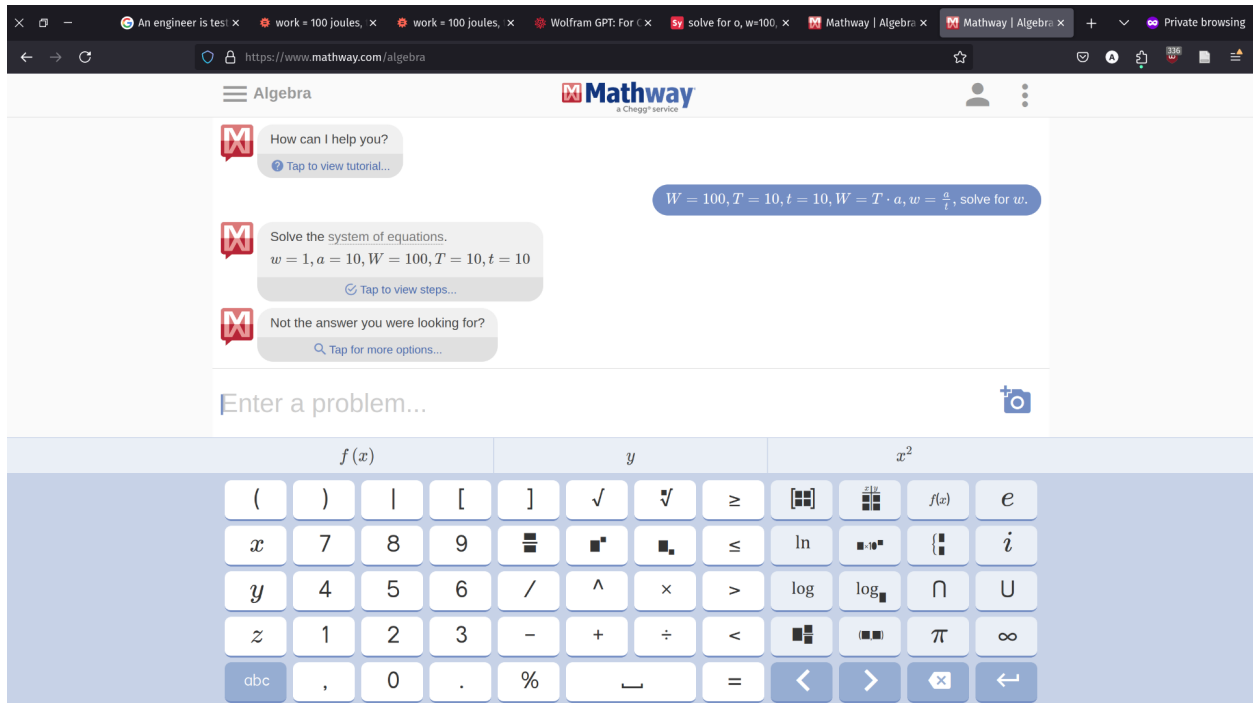 An engineer is test
work = 100 joules,
work = 100 joules,
Wolfram GPT: For
Sy solve for o, w=100,
Mathway | Algebra
Mathway | Algebra
Private browsing
https://www.mathway.com/algebra
A
336
Algebra
Mathway
a Chegg® service
How can I help you?
Tap to view tutorial...
W = 100, T = 10, t = 10, W = T · a, w = a/t, solve for w.
Solve the system of equations.
w = 1, a = 10, W = 100, T = 10, t = 10
Tap to view steps...
Not the answer you were looking for?
Tap for more options...
Enter a problem...
f (x) y x²
( ) | [ ] √ ∛ ≥ [▪▪] x|y f(x) e
x 7 8 9 ≤ ln ▪×10▪ { i
y 4 5 6 / ^ × > log log ∩ ∪
z 1 2 3 − + ÷ < (▪,▪) π ∞
abc , 0 . % =